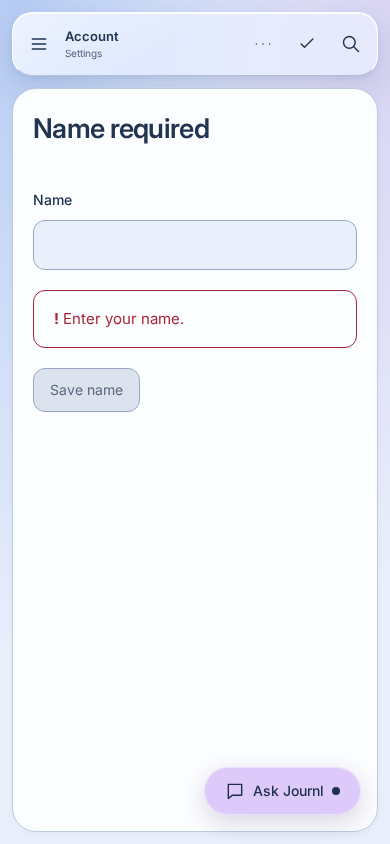 Account
Settings
Name required
Name
! Enter your name.
Save name
Ask Journl